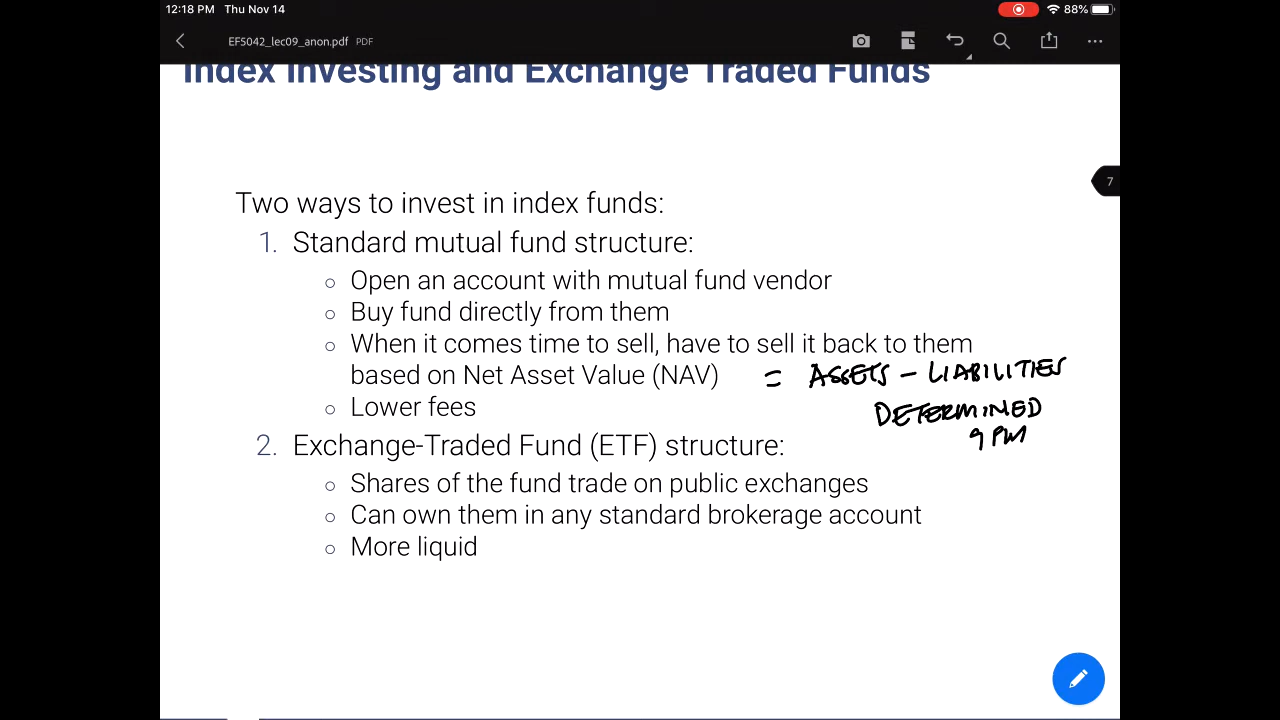 12:18 PM Thu Nov 14
88%
EF5042_lec09_anon.pdf PDF
Index Investing and Exchange Traded Funds
7
Two ways to invest in index funds:
1. Standard mutual fund structure:
○ Open an account with mutual fund vendor
○ Buy fund directly from them
○ When it comes time to sell, have to sell it back to them
based on Net Asset Value (NAV) = ASSETS - LIABILITIES
○ Lower fees DETERMINED
9 PM
2. Exchange-Traded Fund (ETF) structure:
○ Shares of the fund trade on public exchanges
○ Can own them in any standard brokerage account
○ More liquid